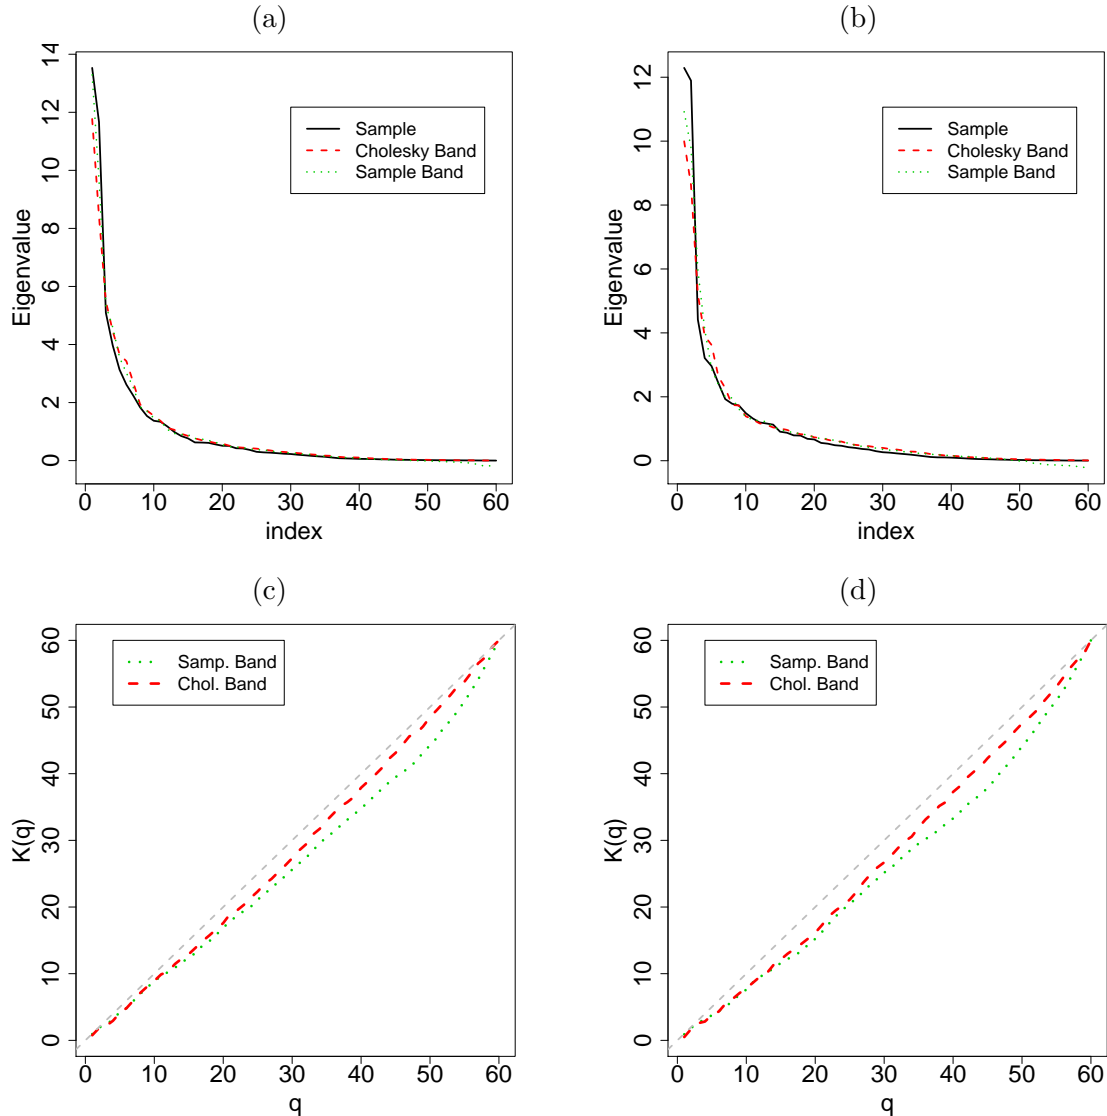 (a)
Eigenvalue
0 2 4 6 8 10 12 14
Sample
Cholesky Band
Sample Band
0 10 20 30 40 50 60
index
(b)
Eigenvalue
0 2 4 6 8 10 12
Sample
Cholesky Band
Sample Band
0 10 20 30 40 50 60
index
(c)
K(q)
0 10 20 30 40 50 60
Samp. Band
Chol. Band
0 10 20 30 40 50 60
q
(d)
K(q)
0 10 20 30 40 50 60
Samp. Band
Chol. Band
0 10 20 30 40 50 60
q